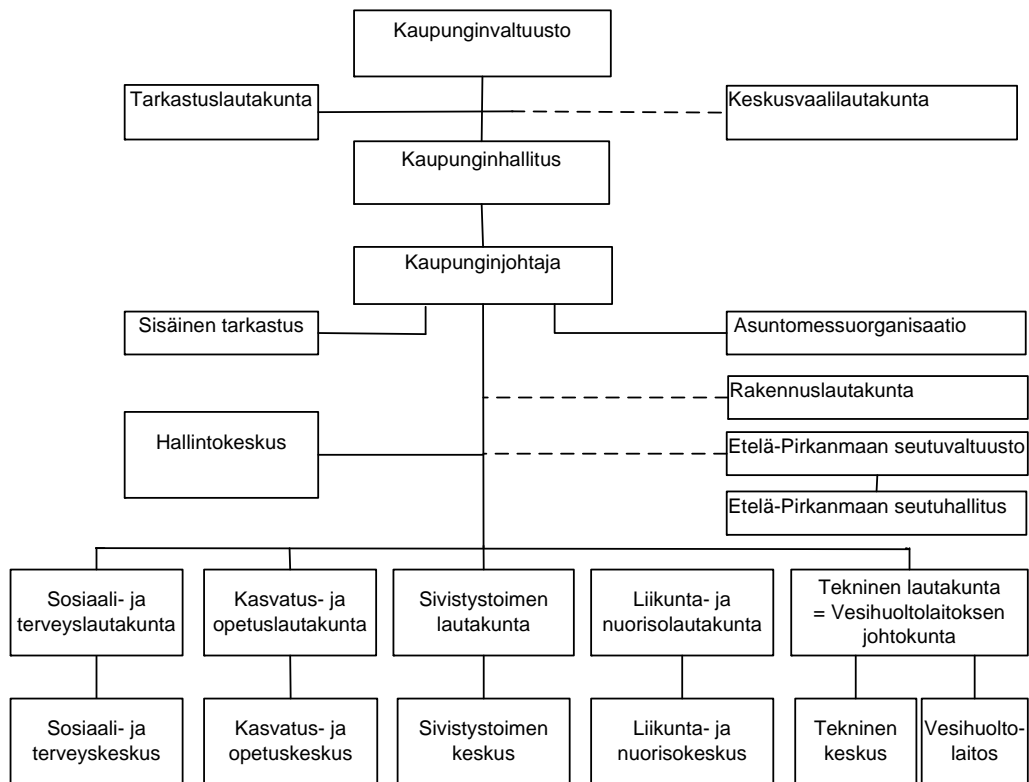 Kaupunginvaltuusto
Tarkastuslautakunta
Keskusvaalilautakunta
Kaupunginhallitus
Kaupunginjohtaja
Sisäinen tarkastus
Asuntomessuorganisaatio
Rakennuslautakunta
Hallintokeskus
Etelä-Pirkanmaan seutuvaltuusto
Etelä-Pirkanmaan seutuhallitus
Sosiaali- ja
terveyslautakunta
Kasvatus- ja
opetuslautakunta
Sivistystoimen
lautakunta
Liikunta- ja
nuorisolautakunta
Tekninen lautakunta
= Vesihuoltolaitoksen
johtokunta
Sosiaali- ja
terveyskeskus
Kasvatus- ja
opetuskeskus
Sivistystoimen
keskus
Liikunta- ja
nuorisokeskus
Tekninen
keskus
Vesihuolto-
laitos